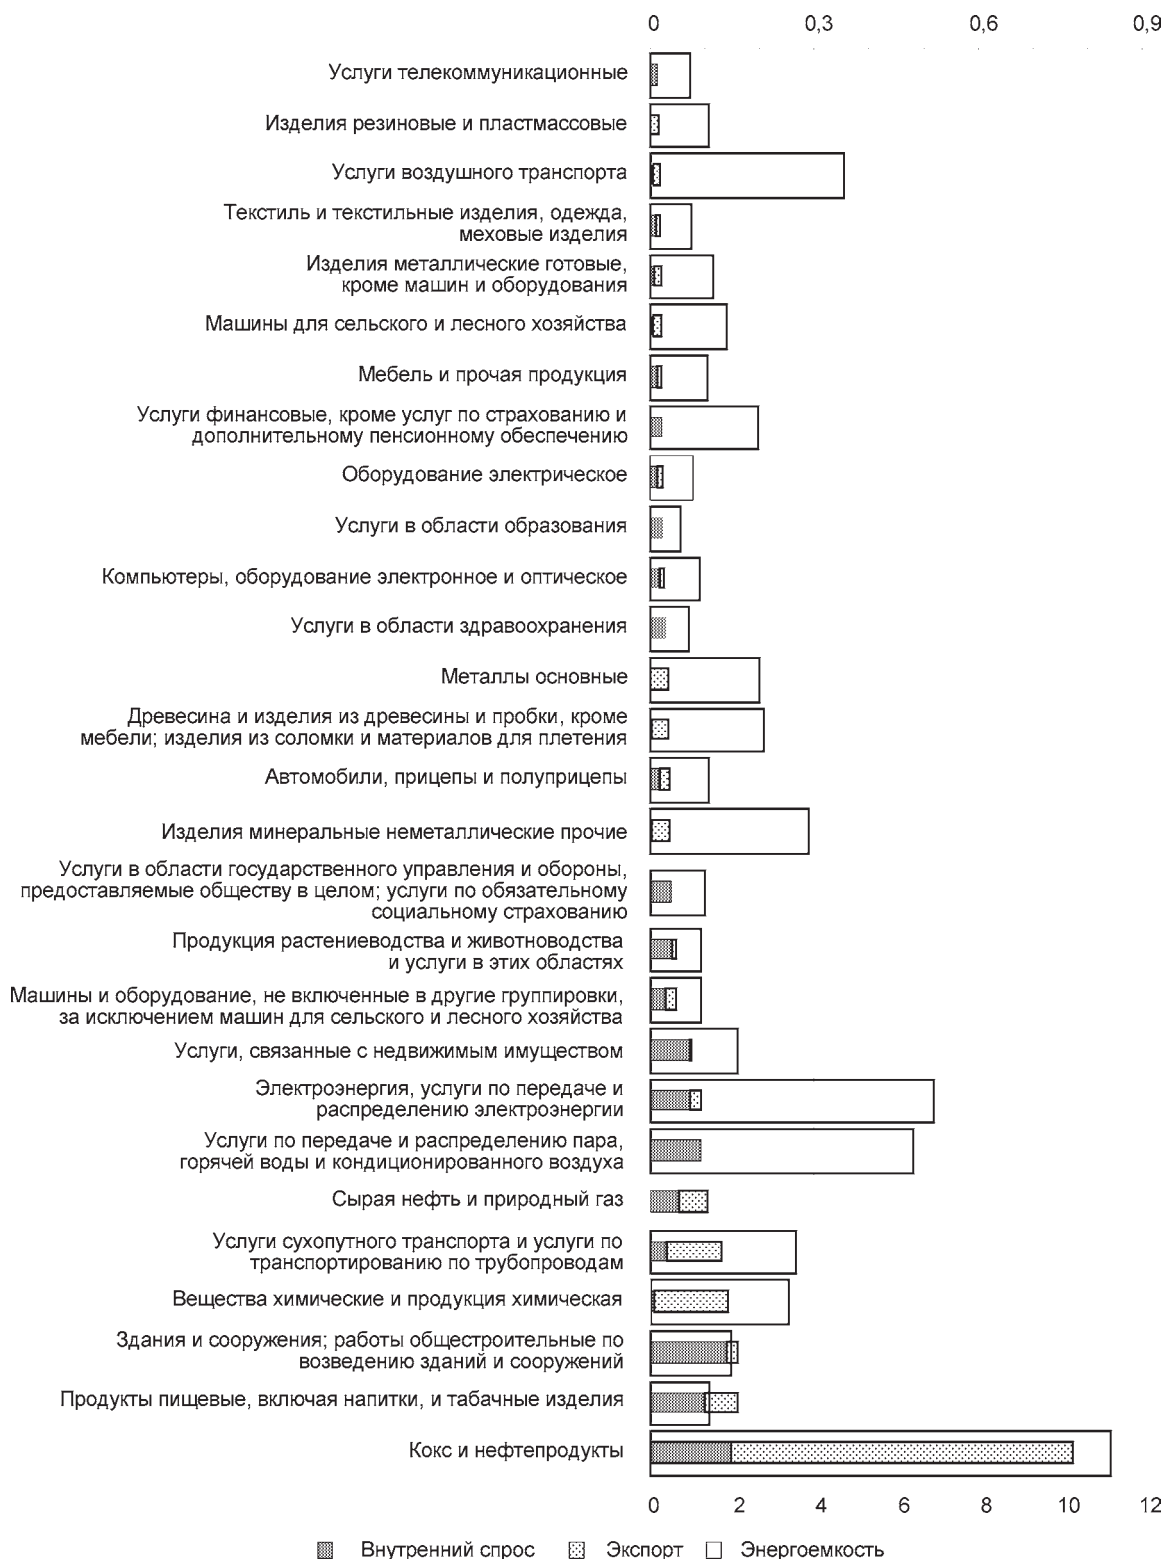 0 0,3 0,6 0,9
Услуги телекоммуникационные
Изделия резиновые и пластмассовые
Услуги воздушного транспорта
Текстиль и текстильные изделия, одежда,
меховые изделия
Изделия металлические готовые,
кроме машин и оборудования
Машины для сельского и лесного хозяйства
Мебель и прочая продукция
Услуги финансовые, кроме услуг по страхованию и
дополнительному пенсионному обеспечению
Оборудование электрическое
Услуги в области образования
Компьютеры, оборудование электронное и оптическое
Услуги в области здравоохранения
Металлы основные
Древесина и изделия из древесины и пробки, кроме
мебели; изделия из соломки и материалов для плетения
Автомобили, прицепы и полуприцепы
Изделия минеральные неметаллические прочие
Услуги в области государственного управления и обороны,
предоставляемые обществу в целом; услуги по обязательному
социальному страхованию
Продукция растениеводства и животноводства
и услуги в этих областях
Машины и оборудование, не включенные в другие группировки,
за исключением машин для сельского и лесного хозяйства
Услуги, связанные с недвижимым имуществом
Электроэнергия, услуги по передаче и
распределению электроэнергии
Услуги по передаче и распределению пара,
горячей воды и кондиционированного воздуха
Сырая нефть и природный газ
Услуги сухопутного транспорта и услуги по
транспортированию по трубопроводам
Вещества химические и продукция химическая
Здания и сооружения; работы общестроительные по
возведению зданий и сооружений
Продукты пищевые, включая напитки, и табачные изделия
Кокс и нефтепродукты
0 2 4 6 8 10 12
Внутренний спрос Экспорт Энергоемкость